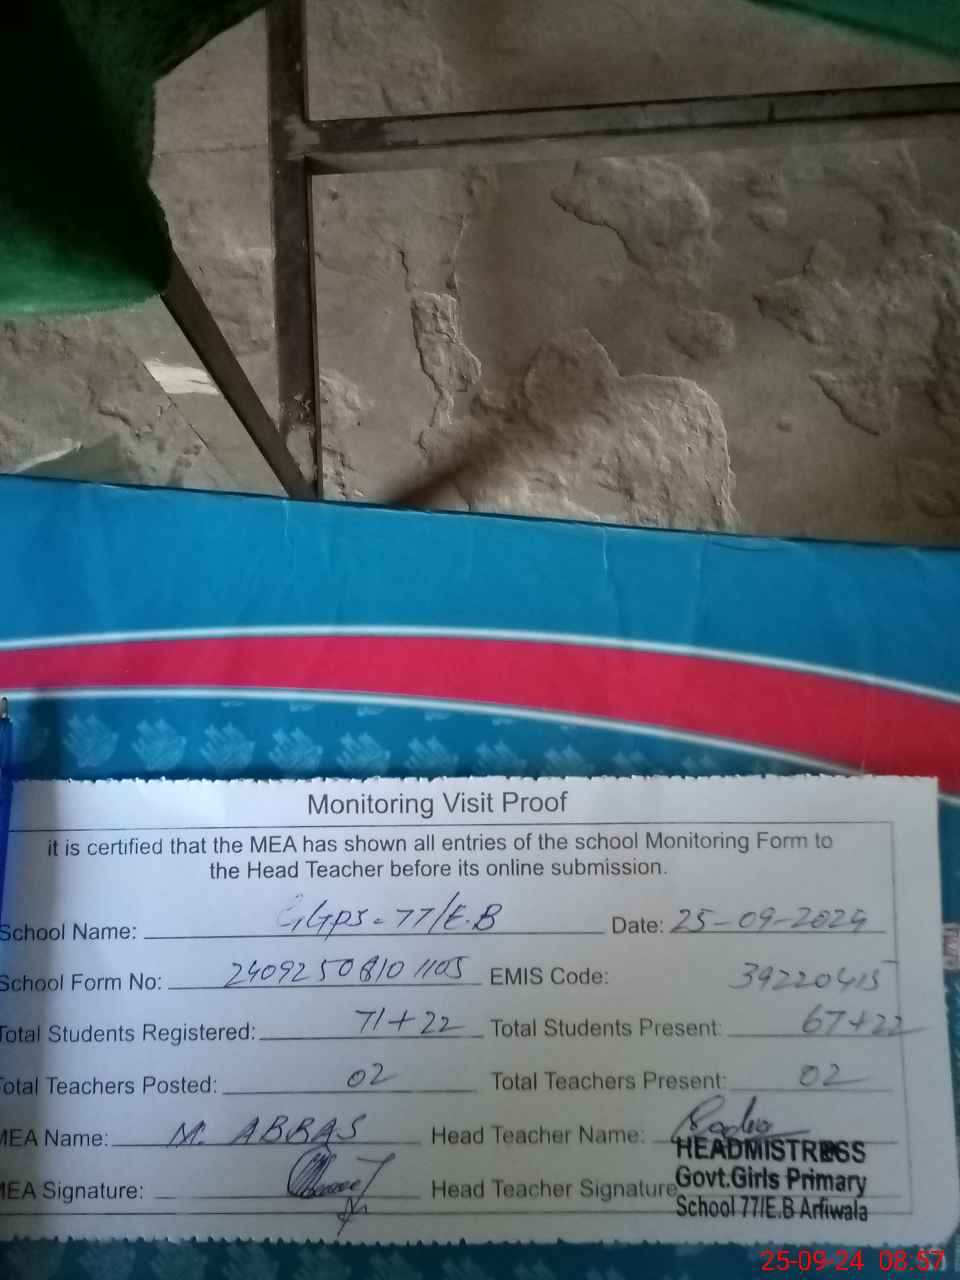 Monitoring Visit Proof
it is certified that the MEA has shown all entries of the school Monitoring Form to
the Head Teacher before its online submission.
School Name: GGPS-77/E.B Date: 25-09-2024
School Form No: 2409250810 1105 EMIS Code: 39220415
Total Students Registered: 71+22 Total Students Present: 67+22
Total Teachers Posted: 02 Total Teachers Present: 02
MEA Name: M. ABBAS Head Teacher Name:
HEADMISTRESS
MEA Signature: Head Teacher Signature
Govt.Girls Primary
School 77/E.B Arfiwala
25-09-24 08:57